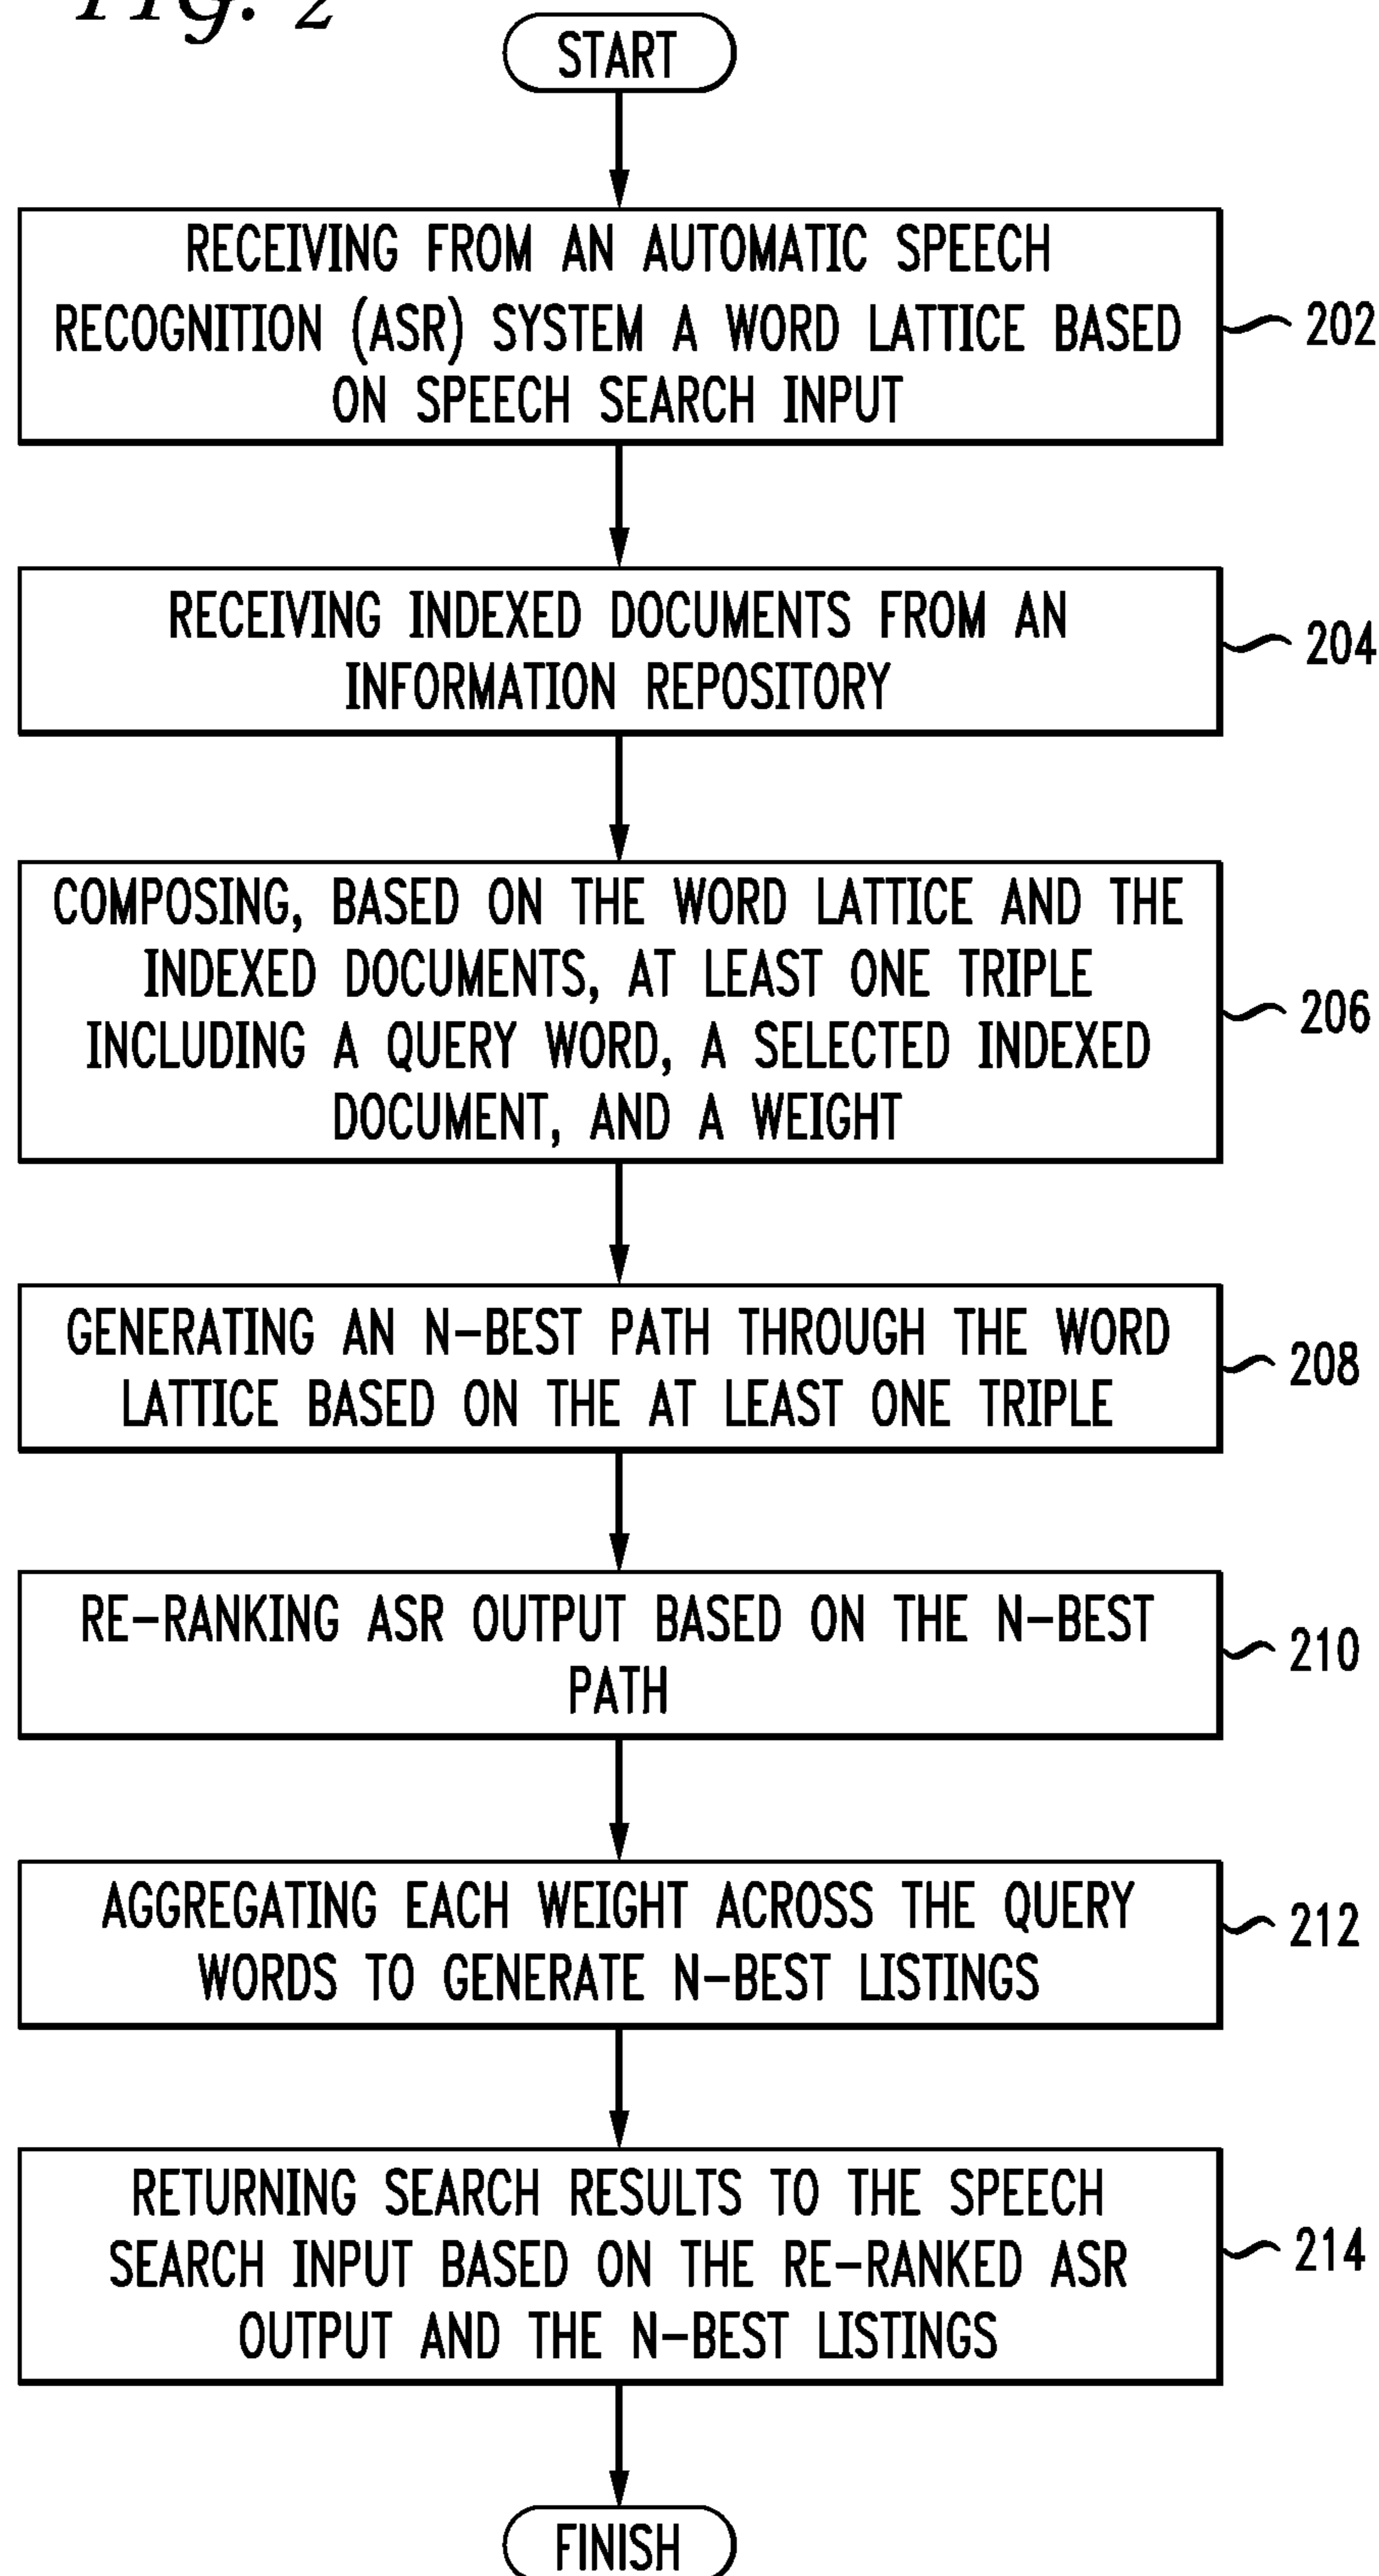 Fig. 2
START
RECEIVING FROM AN AUTOMATIC SPEECH
RECOGNITION (ASR) SYSTEM A WORD LATTICE BASED
ON SPEECH SEARCH INPUT
202
RECEIVING INDEXED DOCUMENTS FROM AN
INFORMATION REPOSITORY
204
COMPOSING, BASED ON THE WORD LATTICE AND THE
INDEXED DOCUMENTS, AT LEAST ONE TRIPLE
INCLUDING A QUERY WORD, A SELECTED INDEXED
DOCUMENT, AND A WEIGHT
206
GENERATING AN N-BEST PATH THROUGH THE WORD
LATTICE BASED ON THE AT LEAST ONE TRIPLE
208
RE-RANKING ASR OUTPUT BASED ON THE N-BEST
PATH
210
AGGREGATING EACH WEIGHT ACROSS THE QUERY
WORDS TO GENERATE N-BEST LISTINGS
212
RETURNING SEARCH RESULTS TO THE SPEECH
SEARCH INPUT BASED ON THE RE-RANKED ASR
OUTPUT AND THE N-BEST LISTINGS
214
FINISH